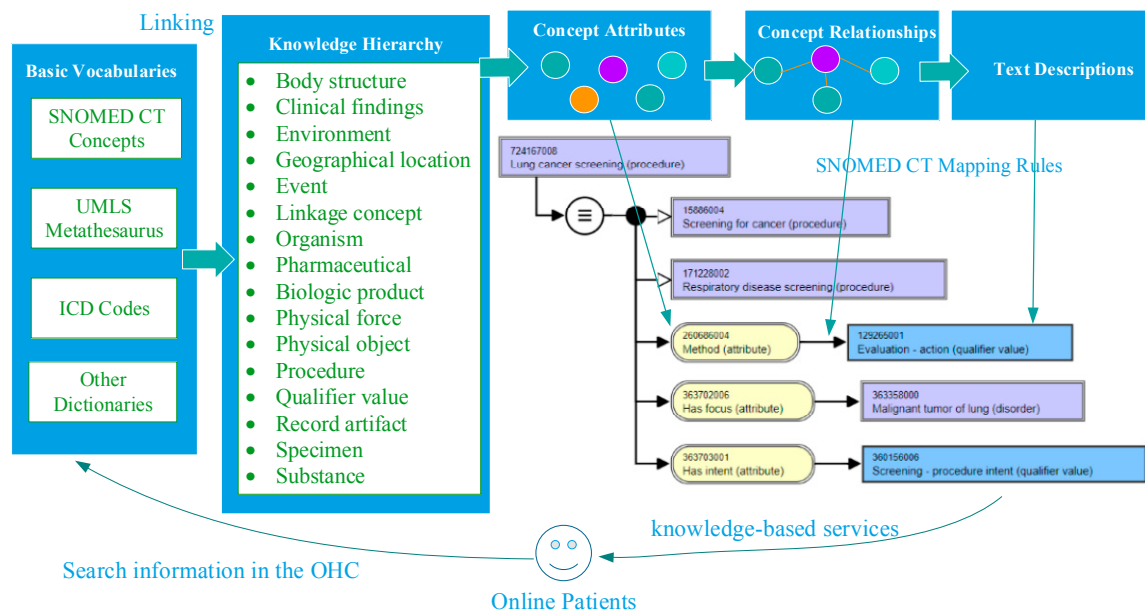 Linking
Basic Vocabularies
SNOMED CT
Concepts
UMLS
Metathesaurus
ICD Codes
Other
Dictionaries
Knowledge Hierarchy
Body structure
Clinical findings
Environment
Geographical location
Event
Linkage concept
Organism
Pharmaceutical
Biologic product
Physical force
Physical object
Procedure
Qualifier value
Record artifact
Specimen
Substance
Concept Attributes
Concept Relationships
Text Descriptions
SNOMED CT Mapping Rules
724167008
Lung cancer screening (procedure)
15886004
Screening for cancer (procedure)
171228002
Respiratory disease screening (procedure)
260686004
Method (attribute)
129265001
Evaluation - action (qualifier value)
363702006
Has focus (attribute)
363358000
Malignant tumor of lung (disorder)
363703001
Has intent (attribute)
360156006
Screening - procedure intent (qualifier value)
knowledge-based services
Search information in the OHC
Online Patients